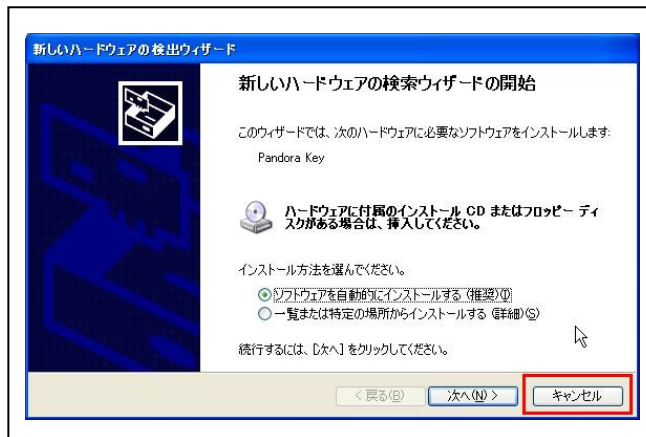 新しいハードウェアの検出ウィザード
新しいハードウェアの検索ウィザードの開始
このウィザードでは、次のハードウェアに必要なソフトウェアをインストールします:
Pandora Key
ハードウェアに付属のインストール CD またはフロッピー ディ
スクがある場合は、挿入してください。
インストール方法を選んでください。
ソフトウェアを自動的にインストールする (推奨)(I)
一覧または特定の場所からインストールする (詳細)(S)
続行するには、[次へ] をクリックしてください。
< 戻る(B) 次へ(N) > キャンセル